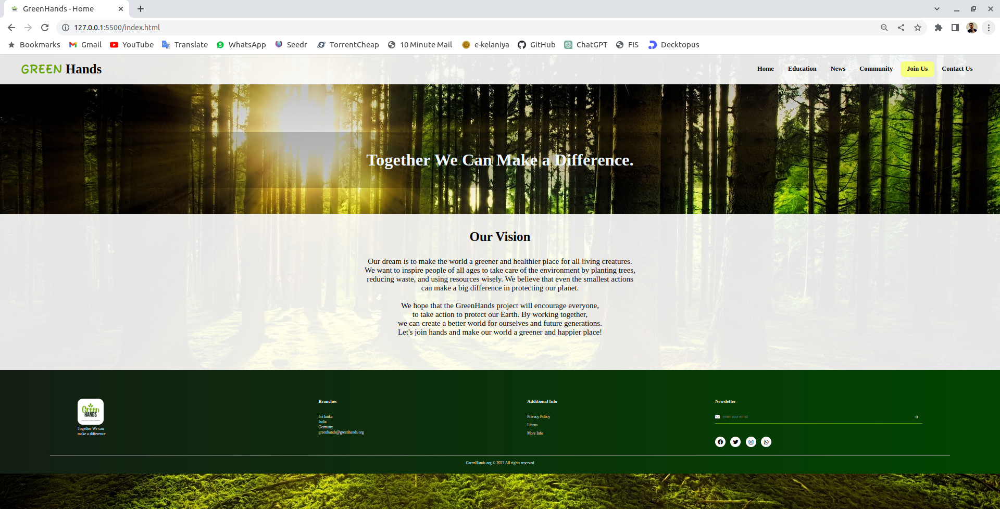 GreenHands - Home
127.0.0.1:5500/index.html
Bookmarks Gmail YouTube Translate WhatsApp Seedr TorrentCheap 10 Minute Mail e-kelaniya GitHub ChatGPT FIS Decktopus
GREEN Hands
Home Education News Community Join Us Contact Us
Together We Can Make a Difference.
Our Vision
Our dream is to make the world a greener and healthier place for all living creatures.
We want to inspire people of all ages to take care of the environment by planting trees,
reducing waste, and using resources wisely. We believe that even the smallest actions
can make a big difference in protecting our planet.
We hope that the GreenHands project will encourage everyone,
to take action to protect our Earth. By working together,
we can create a better world for ourselves and future generations.
Let's join hands and make our world a greener and happier place!
Green
HANDS
Together We can
make a difference
Branches
Sri lanka
India
Germany
greenhands@greenhands.org
Additional Info
Privacy Policy
Licens
More Info
Newsletter
enter your email
GreenHands.org © 2023 All rights reserved